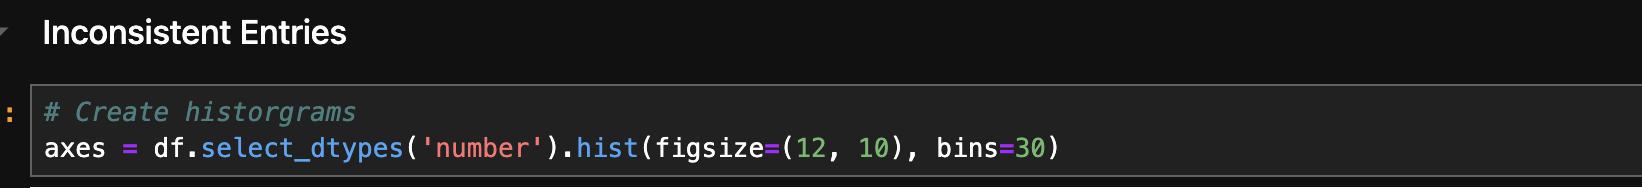 Inconsistent Entries
: # Create historgrams
axes = df.select_dtypes('number').hist(figsize=(12, 10), bins=30)